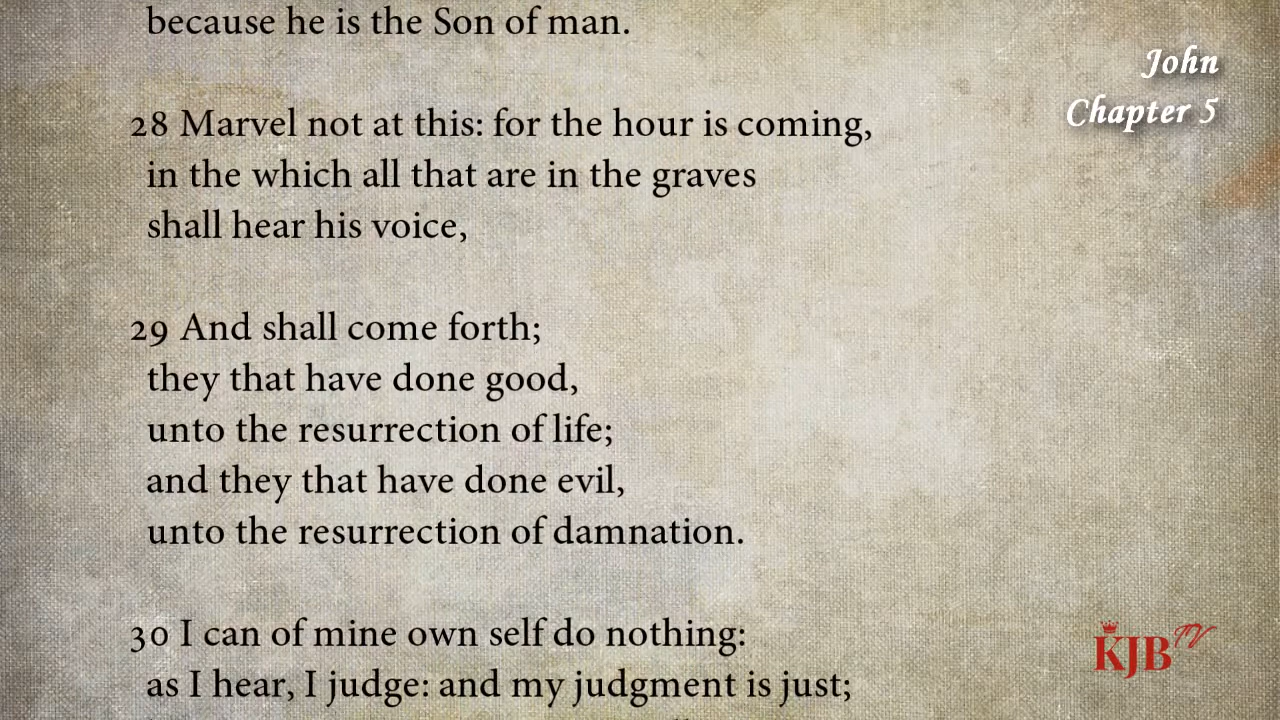 because he is the Son of man.
John
Chapter 5
28 Marvel not at this: for the hour is coming,
in the which all that are in the graves
shall hear his voice,
29 And shall come forth;
they that have done good,
unto the resurrection of life;
and they that have done evil,
unto the resurrection of damnation.
30 I can of mine own self do nothing:
as I hear, I judge: and my judgment is just;
KJB TV